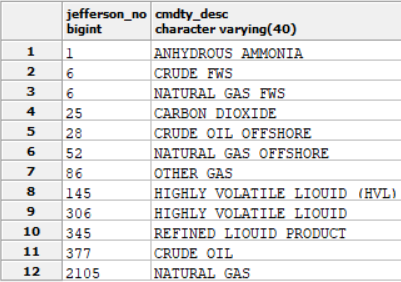 jefferson_no cmdty_desc
bigint character varying(40)
1 1 ANHYDROUS AMMONIA
2 6 CRUDE FWS
3 6 NATURAL GAS FWS
4 25 CARBON DIOXIDE
5 28 CRUDE OIL OFFSHORE
6 52 NATURAL GAS OFFSHORE
7 86 OTHER GAS
8 145 HIGHLY VOLATILE LIQUID (HVL)
9 306 HIGHLY VOLATILE LIQUID
10 345 REFINED LIQUID PRODUCT
11 377 CRUDE OIL
12 2105 NATURAL GAS